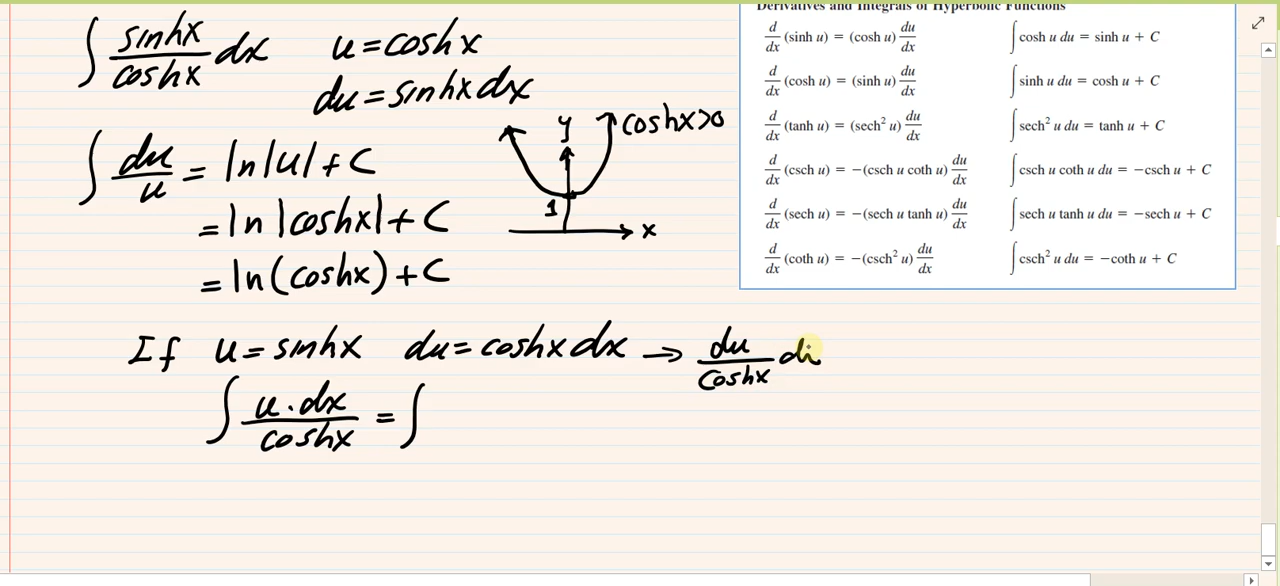 ∫ sinhx/coshx dx   u = coshx
du = sinhx dx
∫ du/u = ln|u| + C
= ln|coshx| + C
= ln(coshx) + C
y   coshx>0
1   x
If u = sinhx   du = coshx dx → du/coshx di
∫ u·dx/coshx = ∫
Derivatives and Integrals of Hyperbolic Functions
d/dx (sinh u) = (cosh u) du/dx   ∫ cosh u du = sinh u + C
d/dx (cosh u) = (sinh u) du/dx   ∫ sinh u du = cosh u + C
d/dx (tanh u) = (sech² u) du/dx   ∫ sech² u du = tanh u + C
d/dx (csch u) = −(csch u coth u) du/dx   ∫ csch u coth u du = −csch u + C
d/dx (sech u) = −(sech u tanh u) du/dx   ∫ sech u tanh u du = −sech u + C
d/dx (coth u) = −(csch² u) du/dx   ∫ csch² u du = −coth u + C